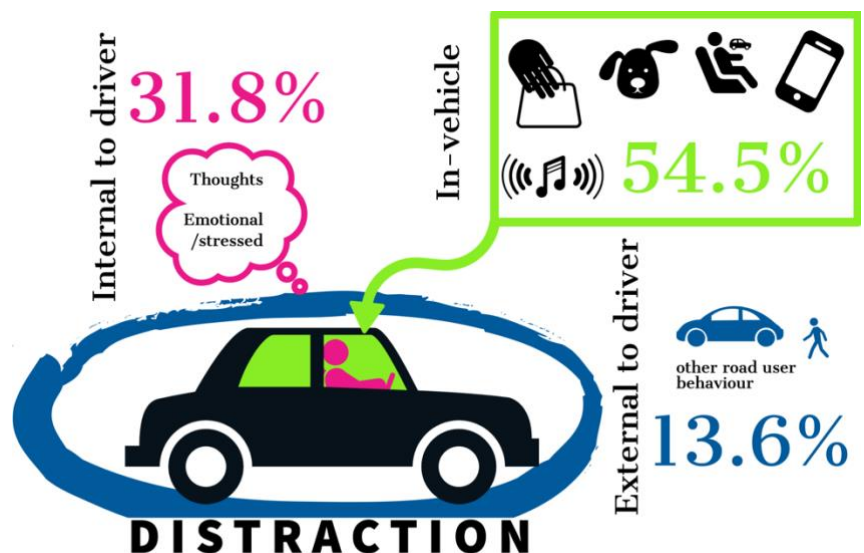 Internal to driver
31.8%
Thoughts
Emotional
/stressed
In-vehicle
54.5%
External to driver
other road user
behaviour
13.6%
DISTRACTION